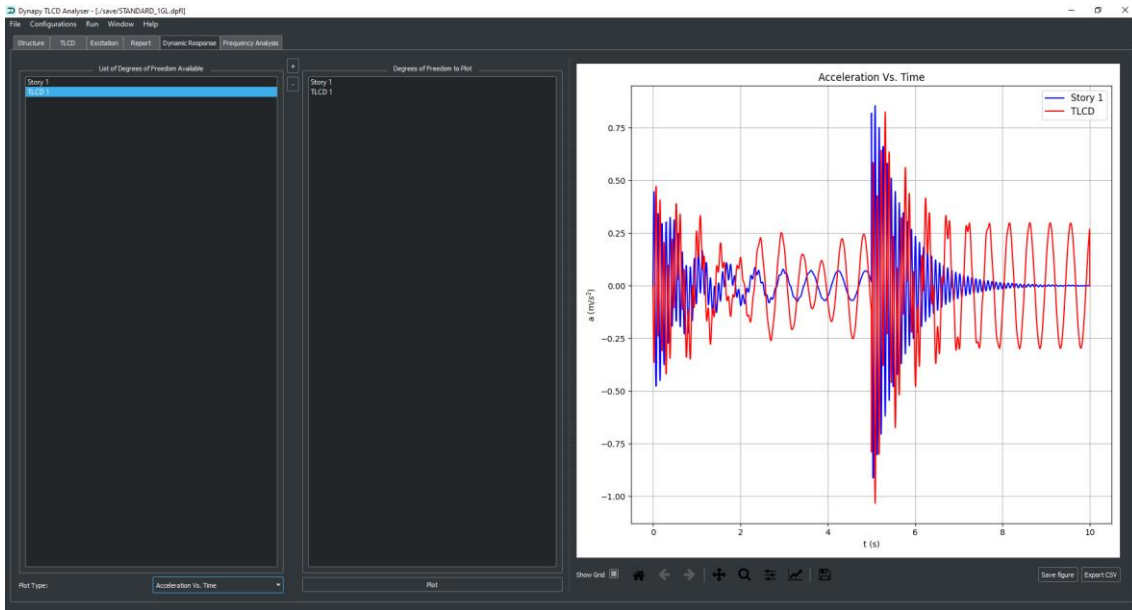 Dynapy TLCD Analyser - [./save/STANDARD_1GL.dpfl]
File Configurations Run Window Help
Structure TLCD Excitation Report Dynamic Response Frequency Analysis
List of Degrees of Freedom Available
Story 1
TLCD 1
+
-
Degrees of Freedom to Plot
Story 1
TLCD 1
Acceleration Vs. Time
Story 1
TLCD
0.75
0.50
0.25
0.00
−0.25
−0.50
−0.75
−1.00
a (m/s²)
0 2 4 6 8 10
t (s)
Plot Type: Acceleration Vs. Time
Plot
Show Grid
Save figure Export CSV